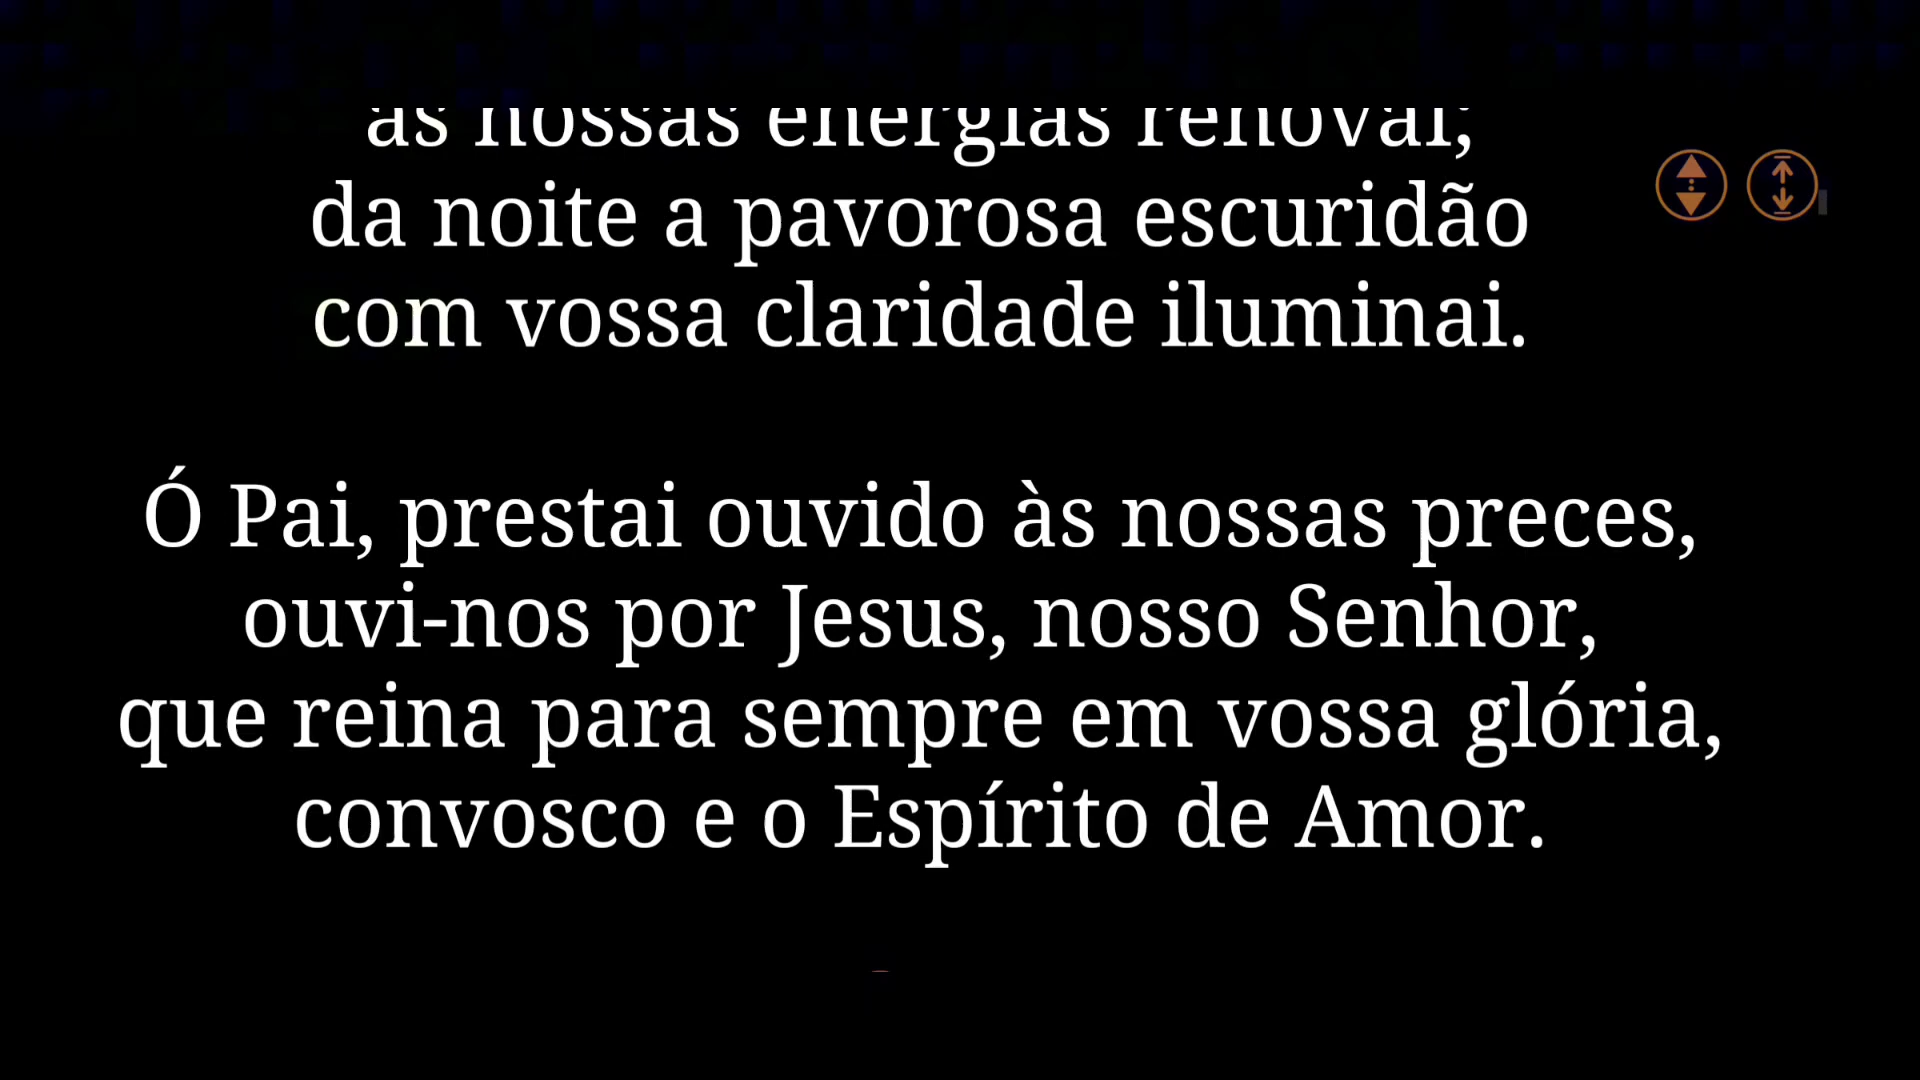 as nossas energias renovai;
da noite a pavorosa escuridão
com vossa claridade iluminai.
Ó Pai, prestai ouvido às nossas preces,
ouvi-nos por Jesus, nosso Senhor,
que reina para sempre em vossa glória,
convosco e o Espírito de Amor.